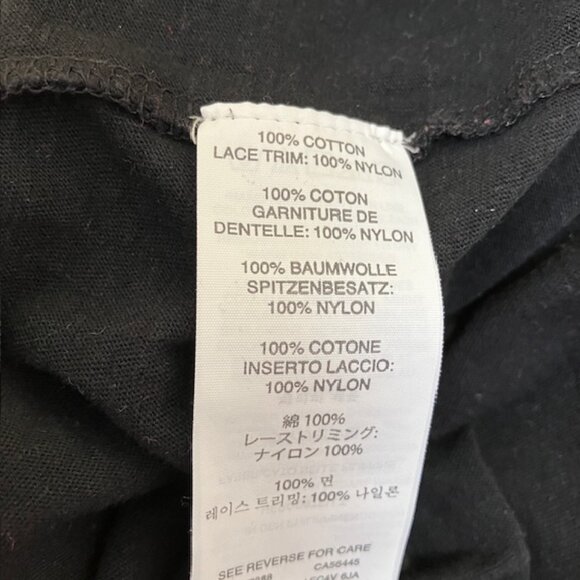 100% COTTON
LACE TRIM: 100% NYLON
100% COTON
GARNITURE DE
DENTELLE: 100% NYLON
100% BAUMWOLLE
SPITZENBESATZ:
100% NYLON
100% COTONE
INSERTO LACCIO:
100% NYLON
綿 100%
レーストリミング:
ナイロン 100%
100% 면
레이스 트리밍: 100% 나일론
SEE REVERSE FOR CARE
CA56445